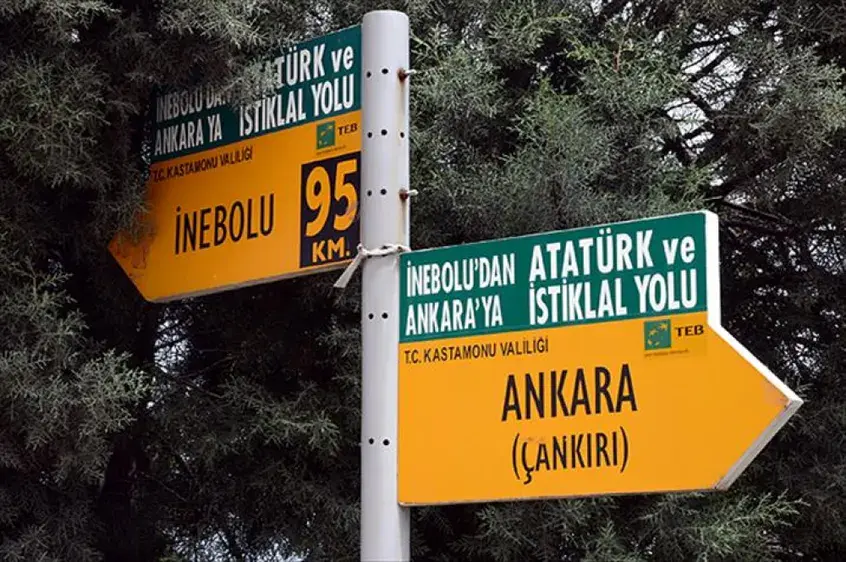 ATATÜRK ve
İNEBOLU'DAN
ANKARA'YA İSTİKLAL YOLU
TEB
T.C. KASTAMONU VALİLİĞİ
İNEBOLU
95
KM.
İNEBOLU'DAN ATATÜRK ve
ANKARA'YA İSTİKLAL YOLU
TEB
T.C. KASTAMONU VALİLİĞİ
ANKARA
(ÇANKIRI)